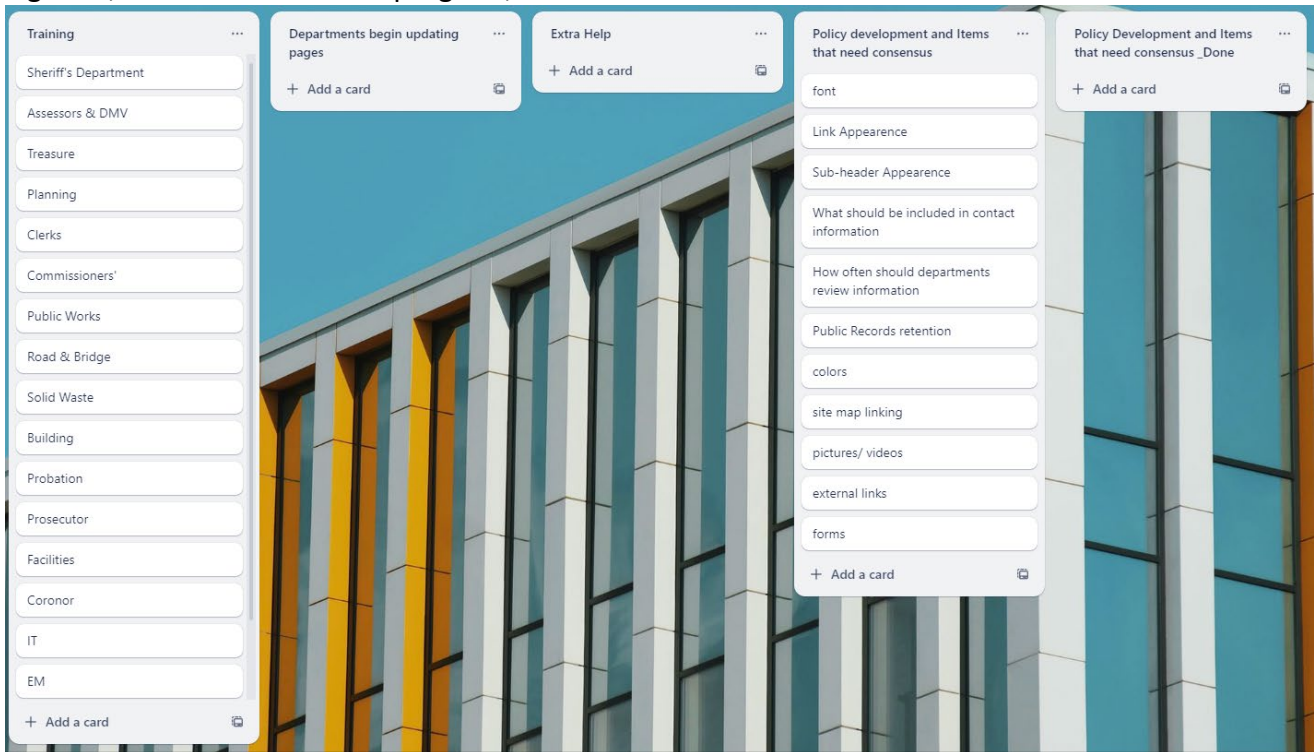 Training
Sheriff's Department
Assessors & DMV
Treasure
Planning
Clerks
Commissioners'
Public Works
Road & Bridge
Solid Waste
Building
Probation
Prosecutor
Facilities
Coronor
IT
EM
+ Add a card
Departments begin updating
pages
+ Add a card
Extra Help
+ Add a card
Policy development and Items
that need consensus
font
Link Appearence
Sub-header Appearence
What should be included in contact
information
How often should departments
review information
Public Records retention
colors
site map linking
pictures/ videos
external links
forms
+ Add a card
Policy Development and Items
that need consensus _Done
+ Add a card